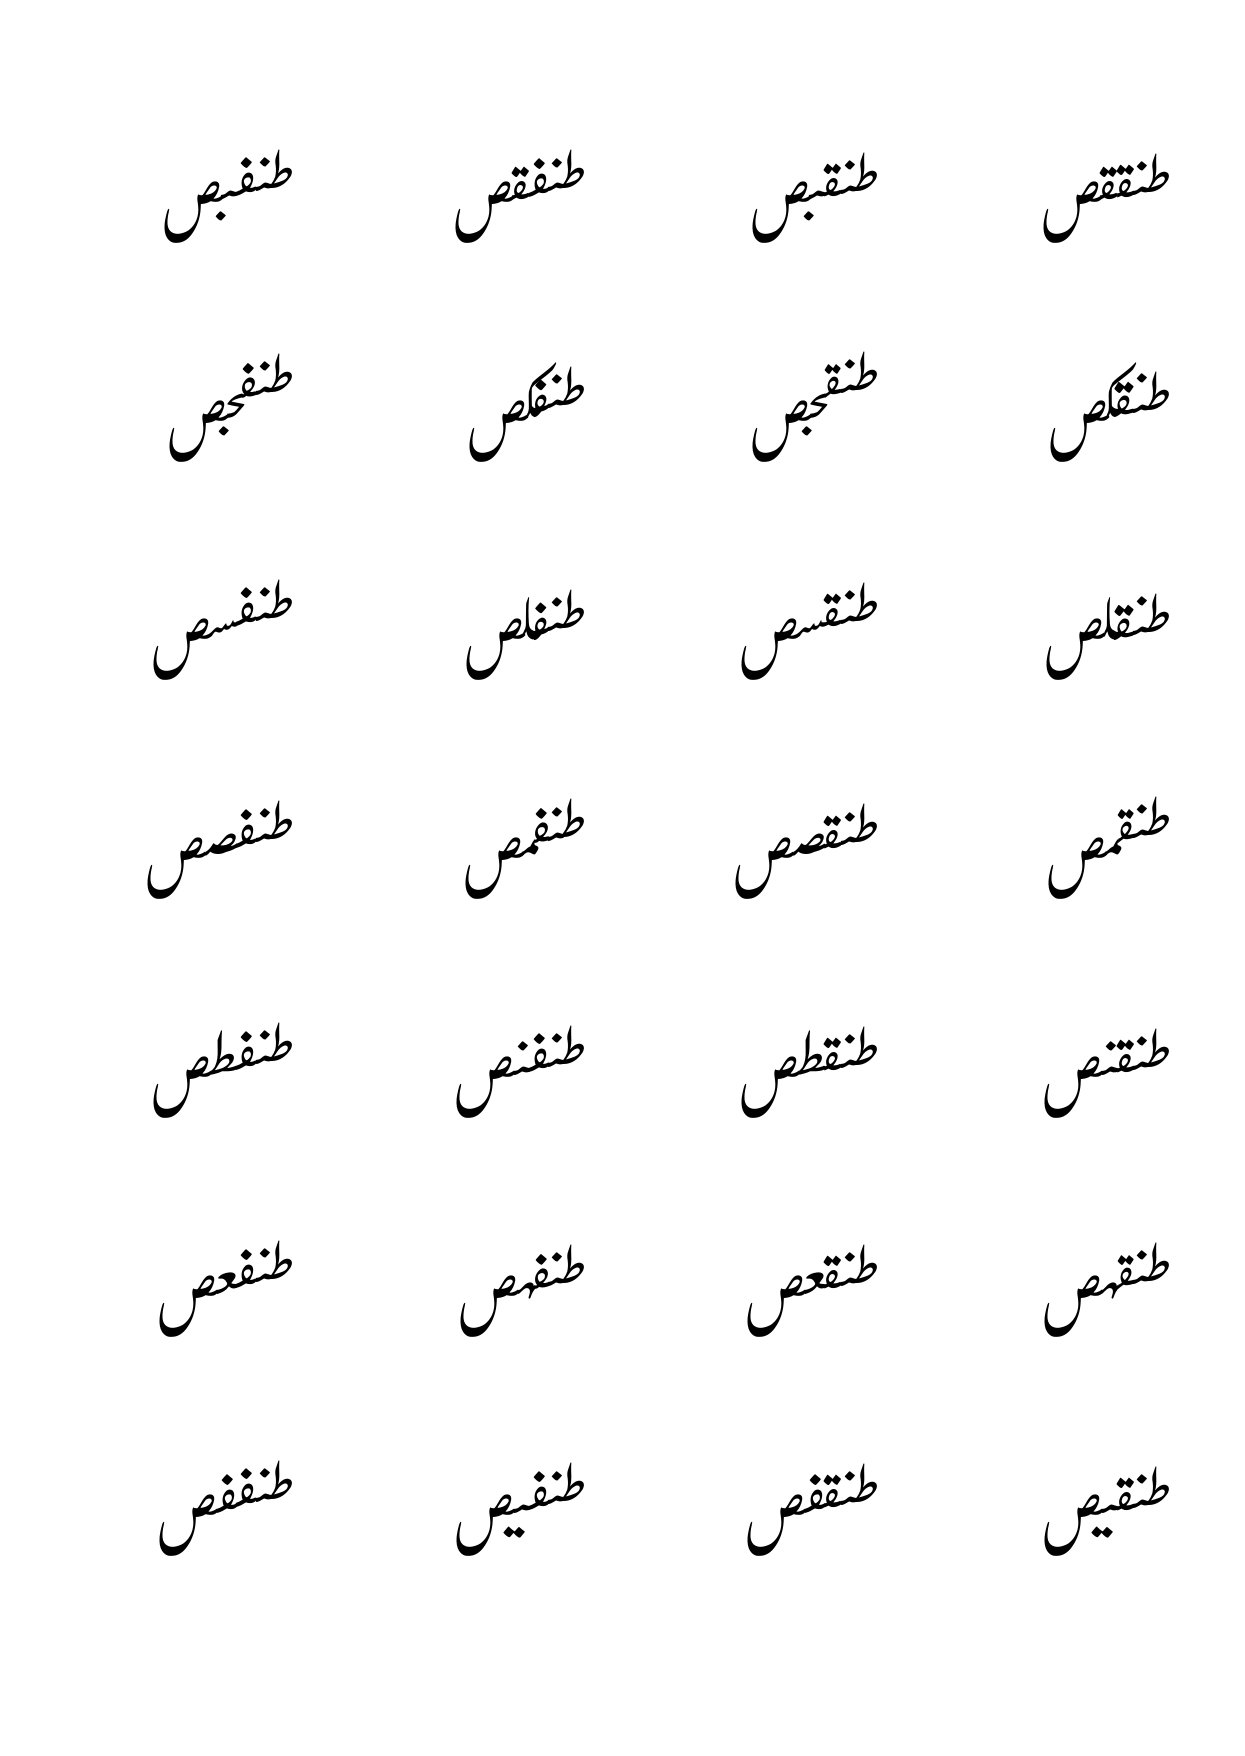 طنققص طنقبص طنفقص طنفبص
طنقكص طنقجص طنفكص طنفجص
طنقلص طنقسص طنفلص طنفسص
طنقمص طنقصص طنفمص طنفصص
طنقنص طنقطص طنفنص طنفطص
طنقهص طنقعص طنفهص طنفعص
طنقيص طنقفص طنفيص طنففص